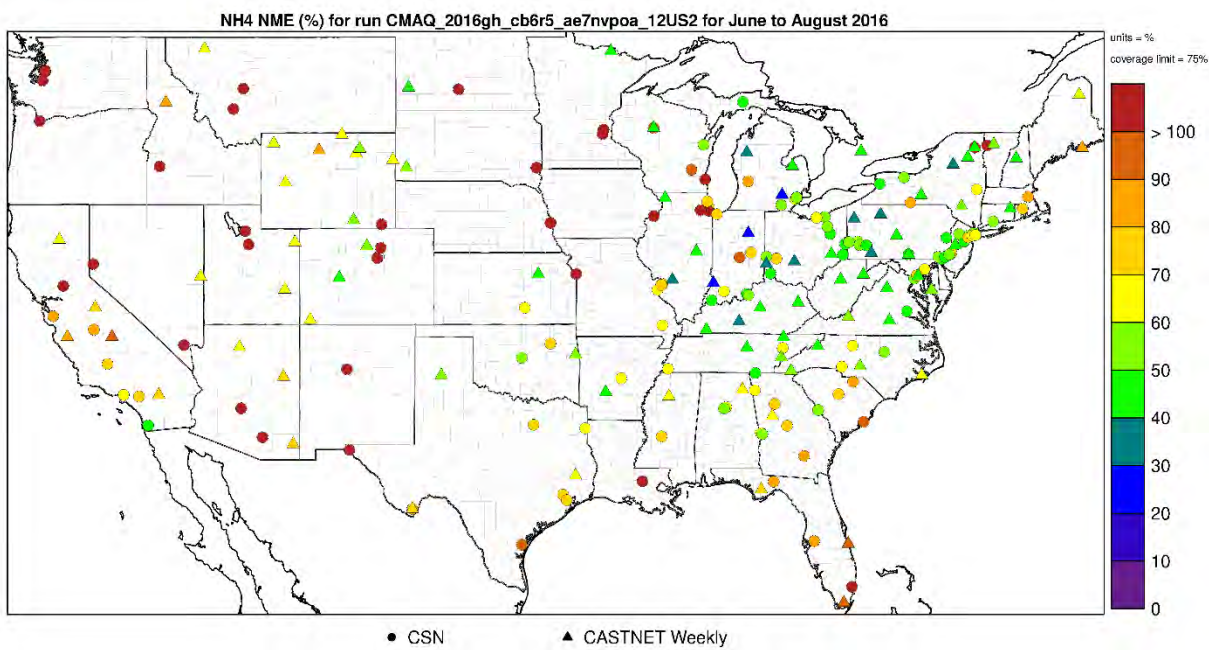 NH4 NME (%) for run CMAQ_2016gh_cb6r5_ae7nvpoa_12US2 for June to August 2016
units = %
coverage limit = 75%
> 100
90
80
70
60
50
40
30
20
10
0
CSN
CASTNET Weekly